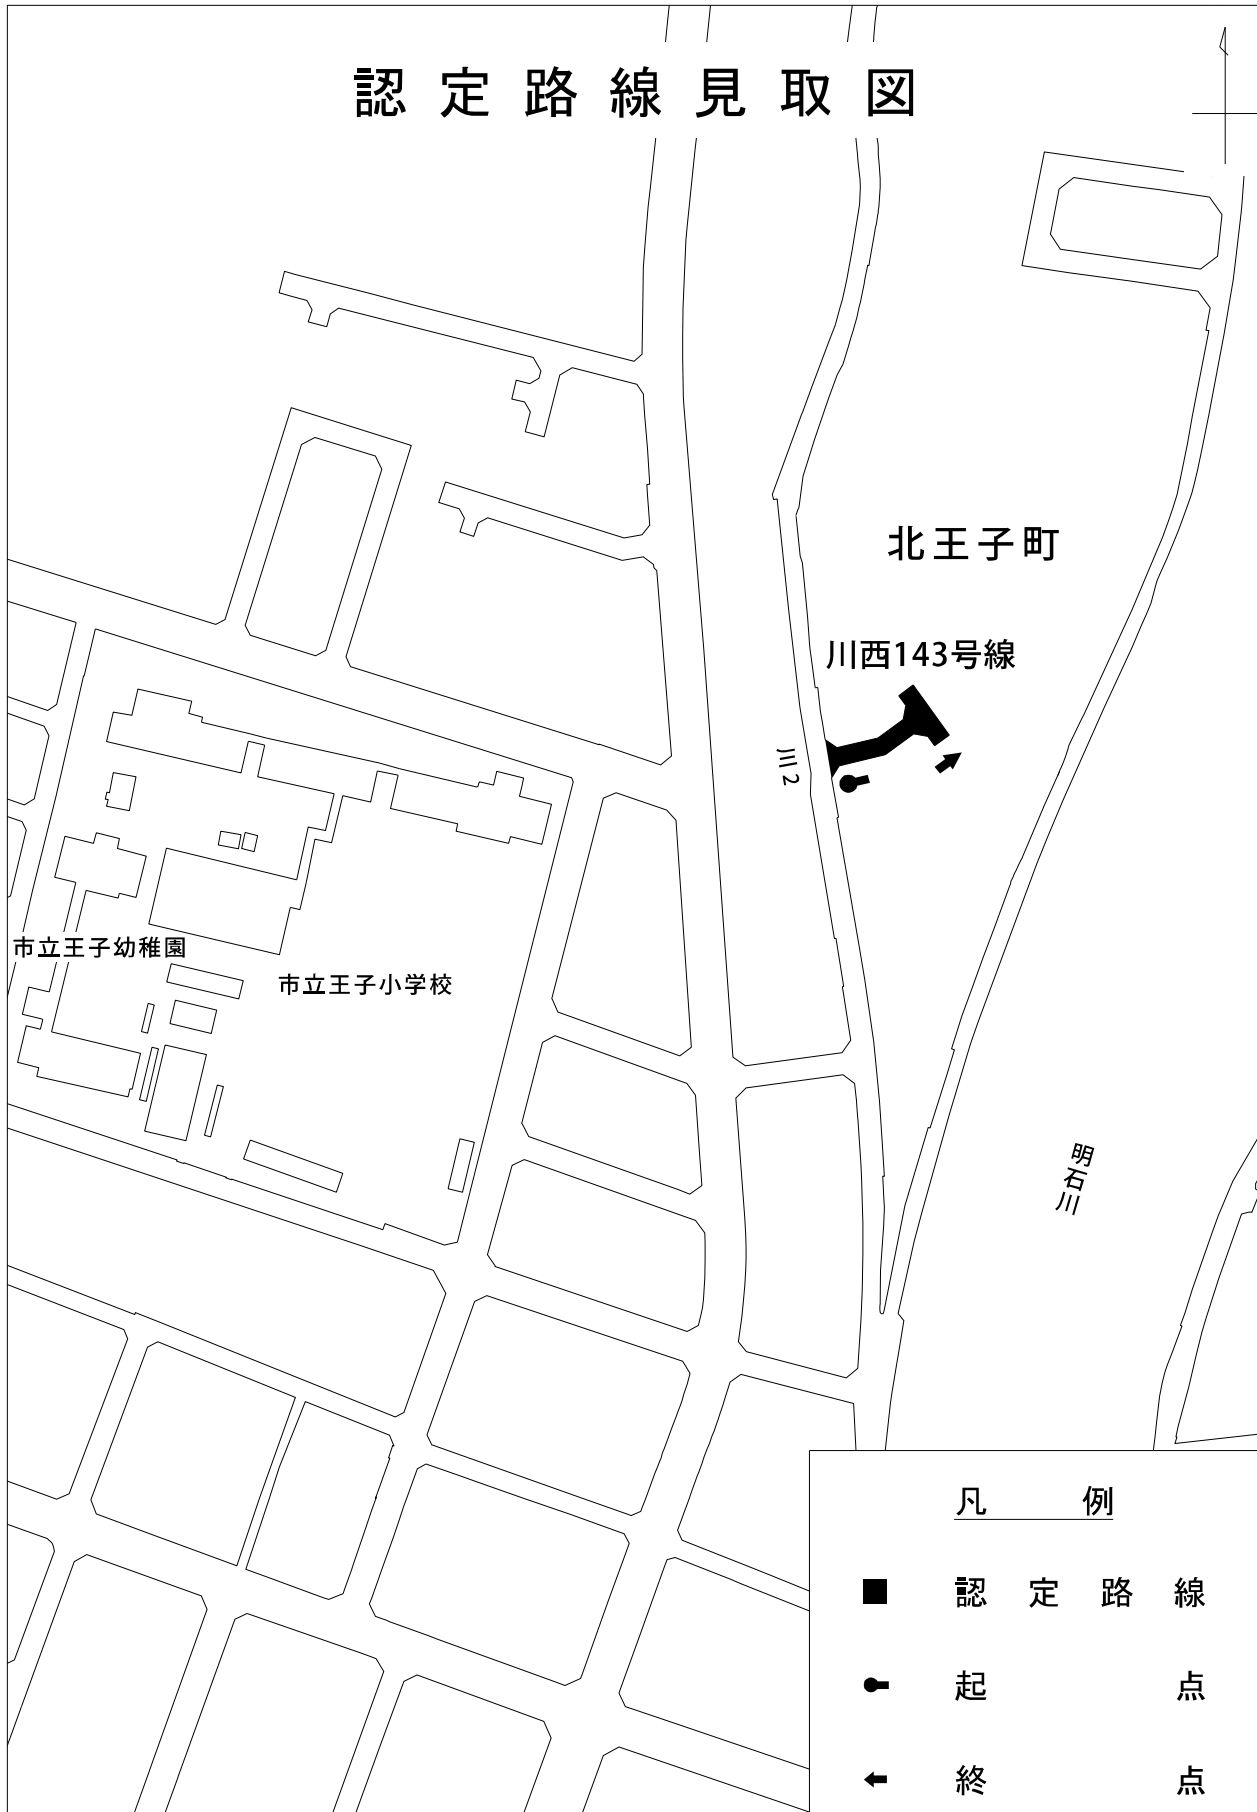 認定路線見取図
北王子町
川西143号線
川2
市立王子幼稚園
市立王子小学校
明石川
凡例
認定路線
起点
終点